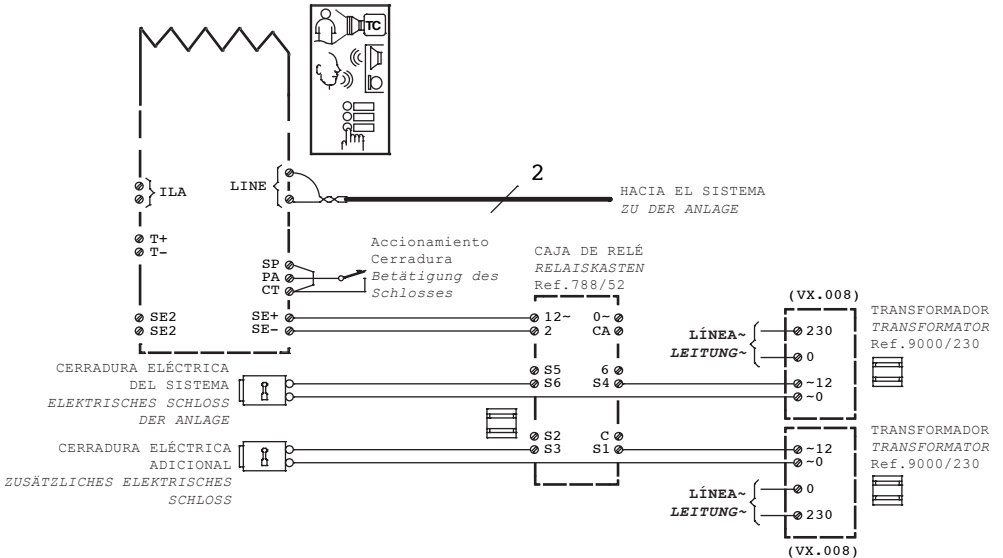 TC
ILA
LINE
2
HACIA EL SISTEMA
ZU DER ANLAGE
T+
T-
SP
PA
CT
Accionamiento
Cerradura
Betätigung des
Schlosses
CAJA DE RELÉ
RELAISKASTEN
Ref.788/52
SE2
SE2
SE+
SE-
12~
2
0~
CA
S5
S6
6
S4
S2
S3
C
S1
(VX.008)
LÍNEA~
LEITUNG~
230
0
~12
~0
TRANSFORMADOR
TRANSFORMATOR
Ref.9000/230
CERRADURA ELÉCTRICA
DEL SISTEMA
ELEKTRISCHES SCHLOSS
DER ANLAGE
CERRADURA ELÉCTRICA
ADICIONAL
ZUSÄTZLICHES ELEKTRISCHES
SCHLOSS
~12
~0
0
230
LÍNEA~
LEITUNG~
TRANSFORMADOR
TRANSFORMATOR
Ref.9000/230
(VX.008)